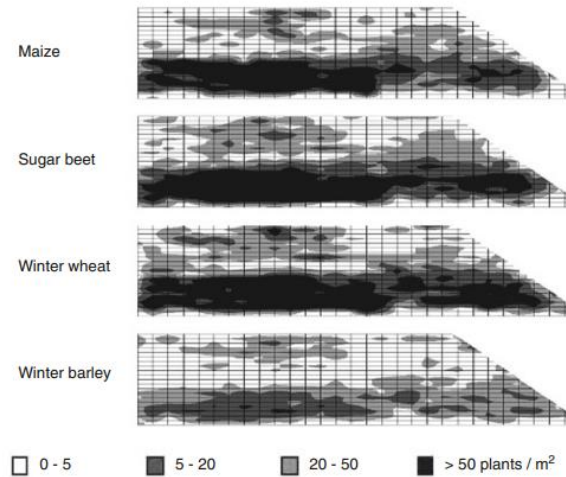 Maize
Sugar beet
Winter wheat
Winter barley
0 - 5 5 - 20 20 - 50 > 50 plants / m²